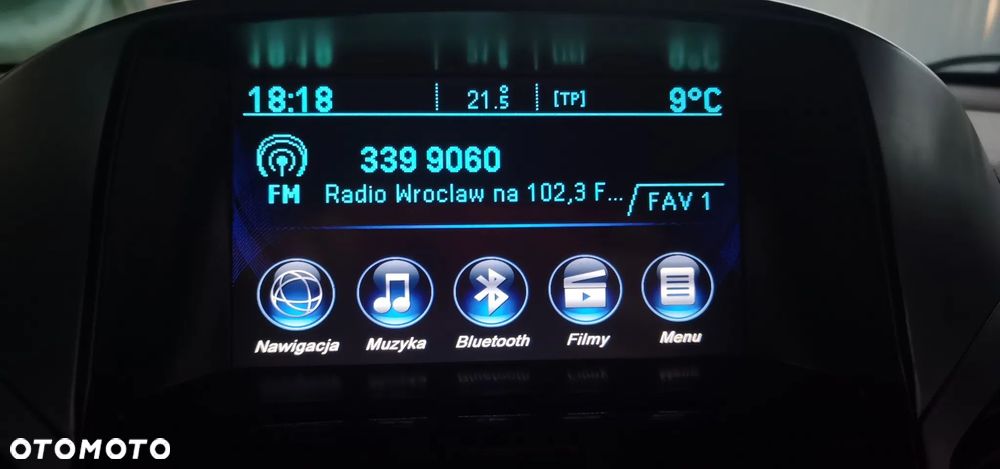 18:18 21.5° [TP] 9°C
339 9060
FM Radio Wroclaw na 102,3 F... FAV 1
Nawigacja Muzyka Bluetooth Filmy Menu
OTOMOTO